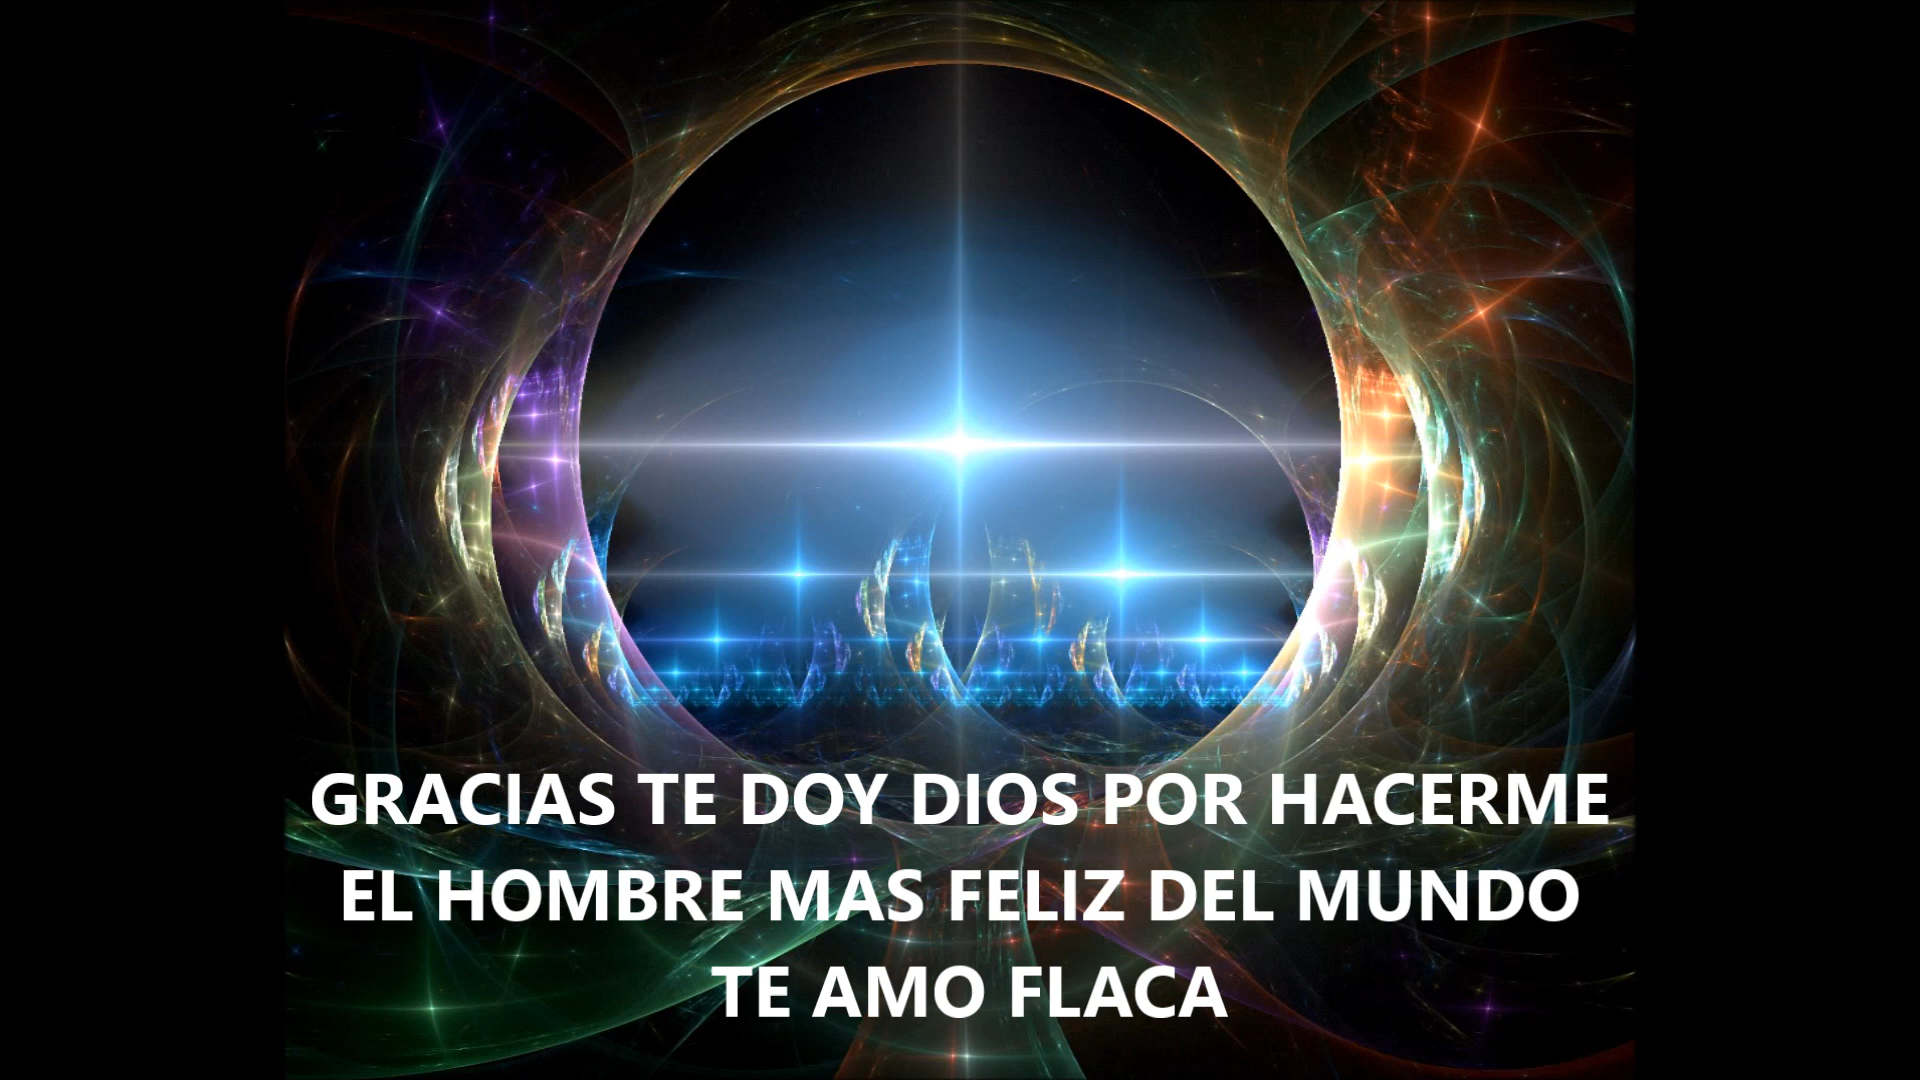 GRACIAS TE DOY DIOS POR HACERME
EL HOMBRE MAS FELIZ DEL MUNDO
TE AMO FLACA